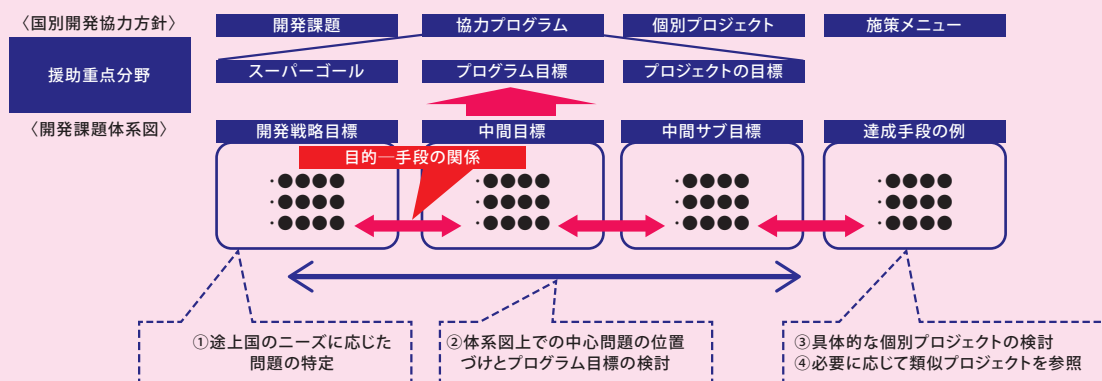 〈国別開発協力方針〉
開発課題
協力プログラム
個別プロジェクト
施策メニュー
援助重点分野
スーパーゴール
プログラム目標
プロジェクトの目標
〈開発課題体系図〉
開発戦略目標
中間目標
中間サブ目標
達成手段の例
目的―手段の関係
・●●●●
・●●●●
・●●●●
・●●●●
・●●●●
・●●●●
・●●●●
・●●●●
・●●●●
・●●●●
・●●●●
・●●●●
①途上国のニーズに応じた
問題の特定
②体系図上での中心問題の位置
づけとプログラム目標の検討
③具体的な個別プロジェクトの検討
④必要に応じて類似プロジェクトを参照